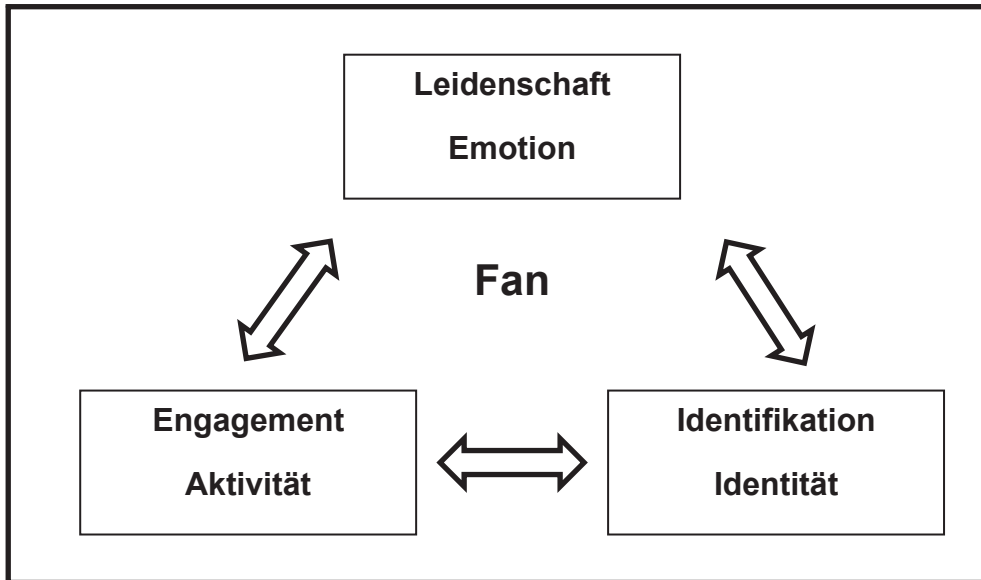 Leidenschaft
Emotion
Fan
Engagement
Aktivität
Identifikation
Identität